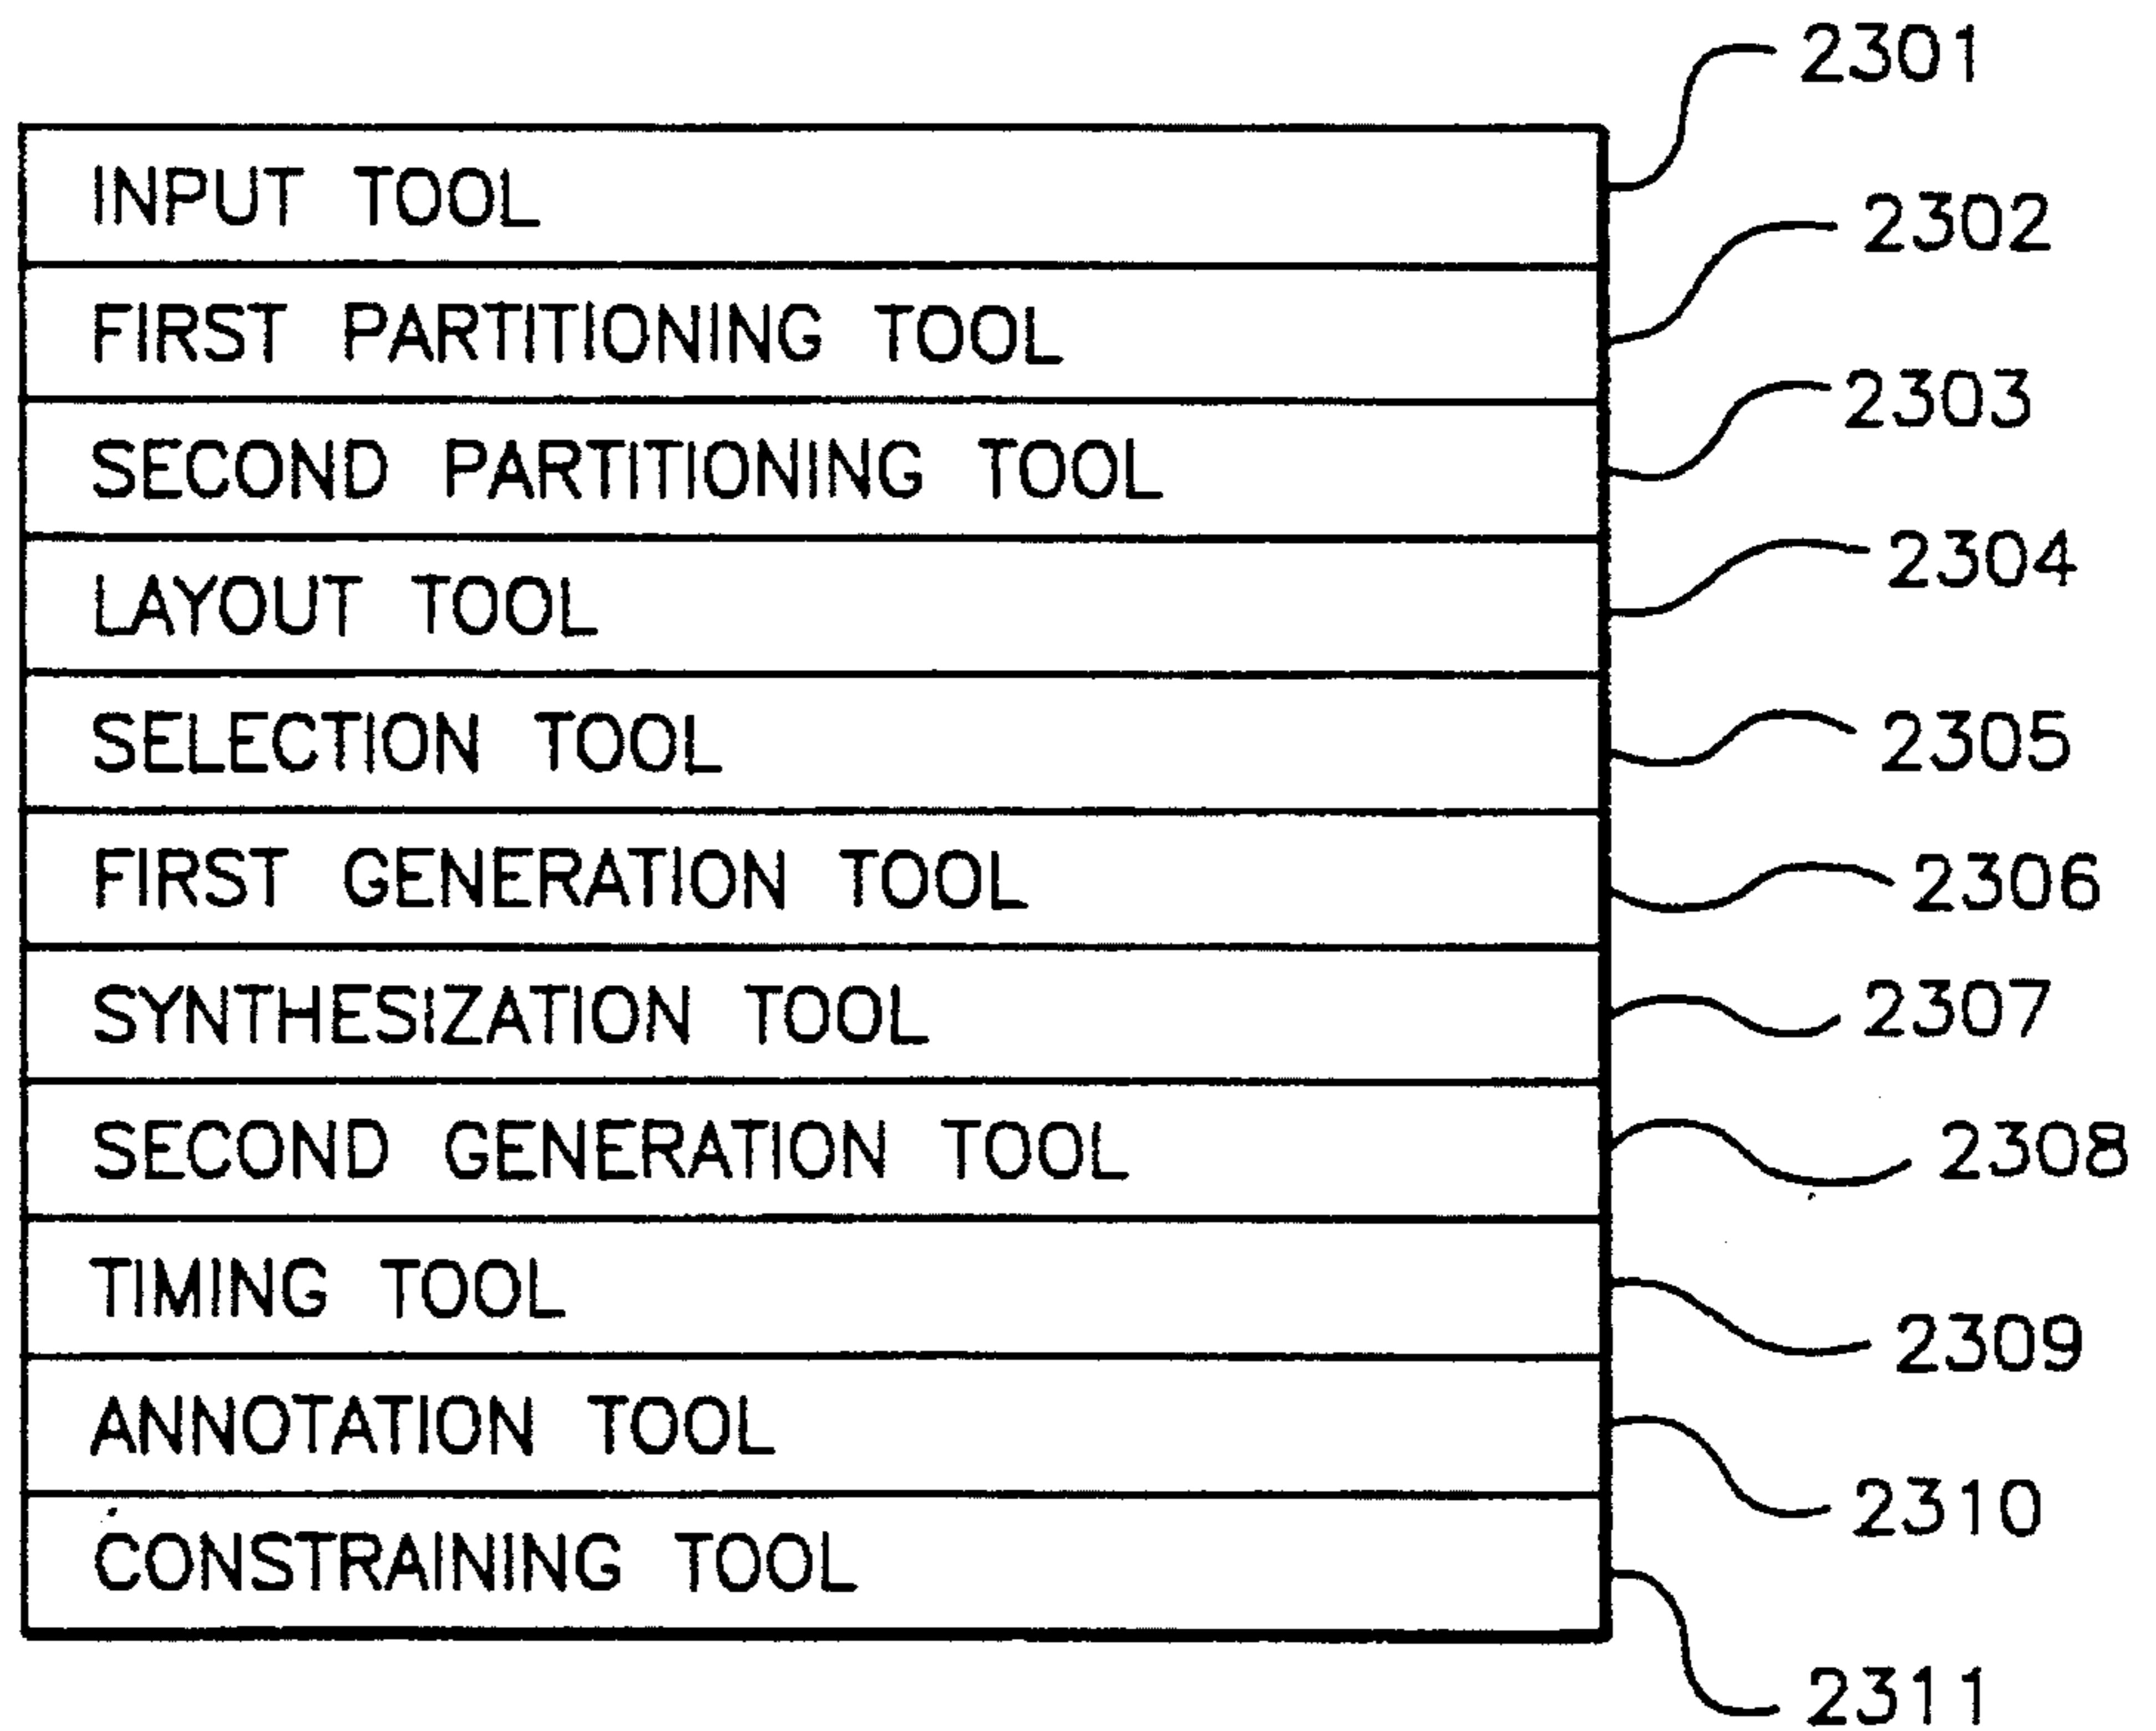 2301
INPUT TOOL
2302
FIRST PARTITIONING TOOL
2303
SECOND PARTITIONING TOOL
2304
LAYOUT TOOL
2305
SELECTION TOOL
2306
FIRST GENERATION TOOL
2307
SYNTHESIZATION TOOL
2308
SECOND GENERATION TOOL
2309
TIMING TOOL
2310
ANNOTATION TOOL
2311
CONSTRAINING TOOL